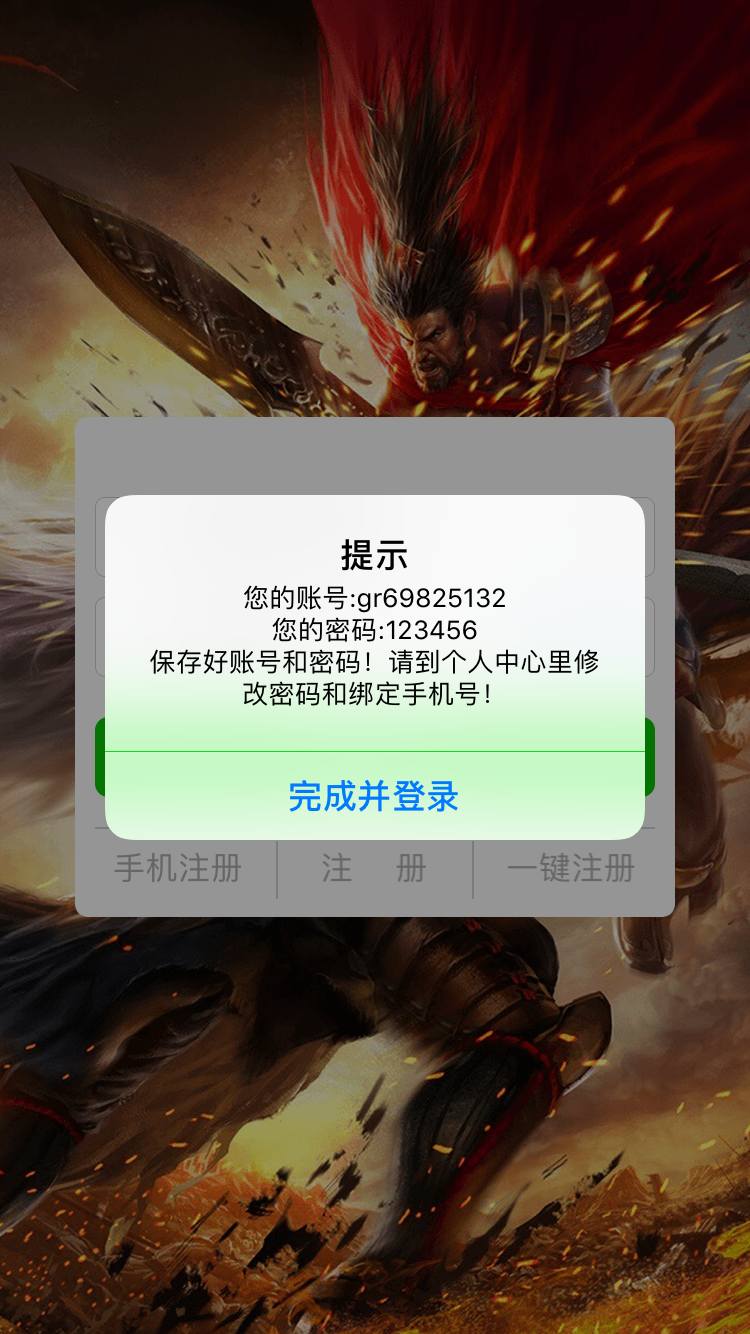 提示
您的账号:gr69825132
您的密码:123456
保存好账号和密码！请到个人中心里修
改密码和绑定手机号！
完成并登录
手机注册 注 册 一键注册